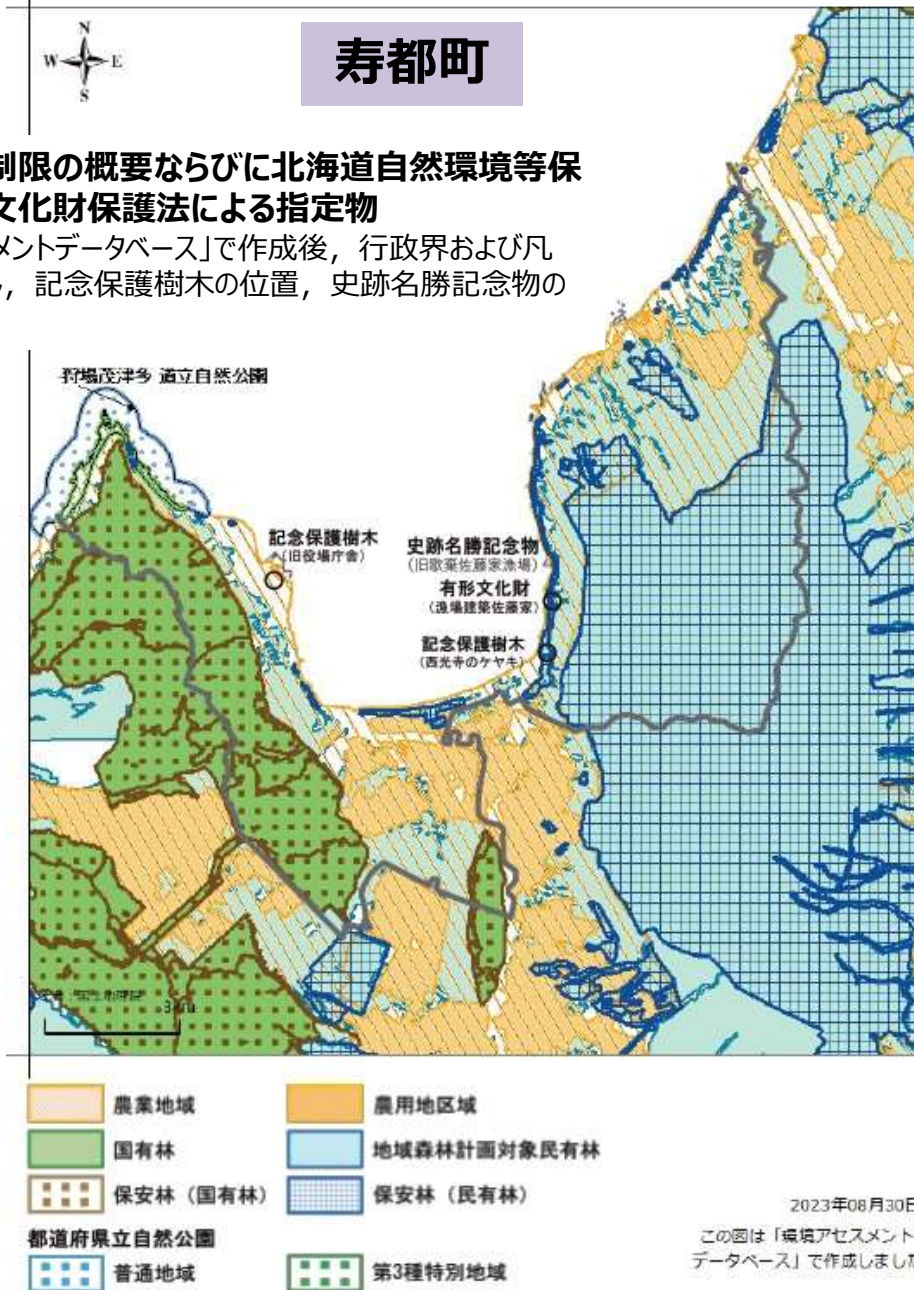 N
W E
S
寿都町
制限の概要ならびに北海道自然環境等保
文化財保護法による指定物
メントデータベース」で作成後，行政界および凡
，記念保護樹木の位置，史跡名勝記念物の
狩場茂津多 道立自然公園
記念保護樹木
（旧役場庁舎）
史跡名勝記念物
（旧歌棄佐藤家漁場）
有形文化財
（漁場建築佐藤家）
記念保護樹木
（西光寺のケヤキ）
3km
農業地域
農用地区域
国有林
地域森林計画対象民有林
保安林（国有林）
保安林（民有林）
都道府県立自然公園
普通地域
第3種特別地域
2023年08月30日
この図は「環境アセスメント
データベース」で作成しました